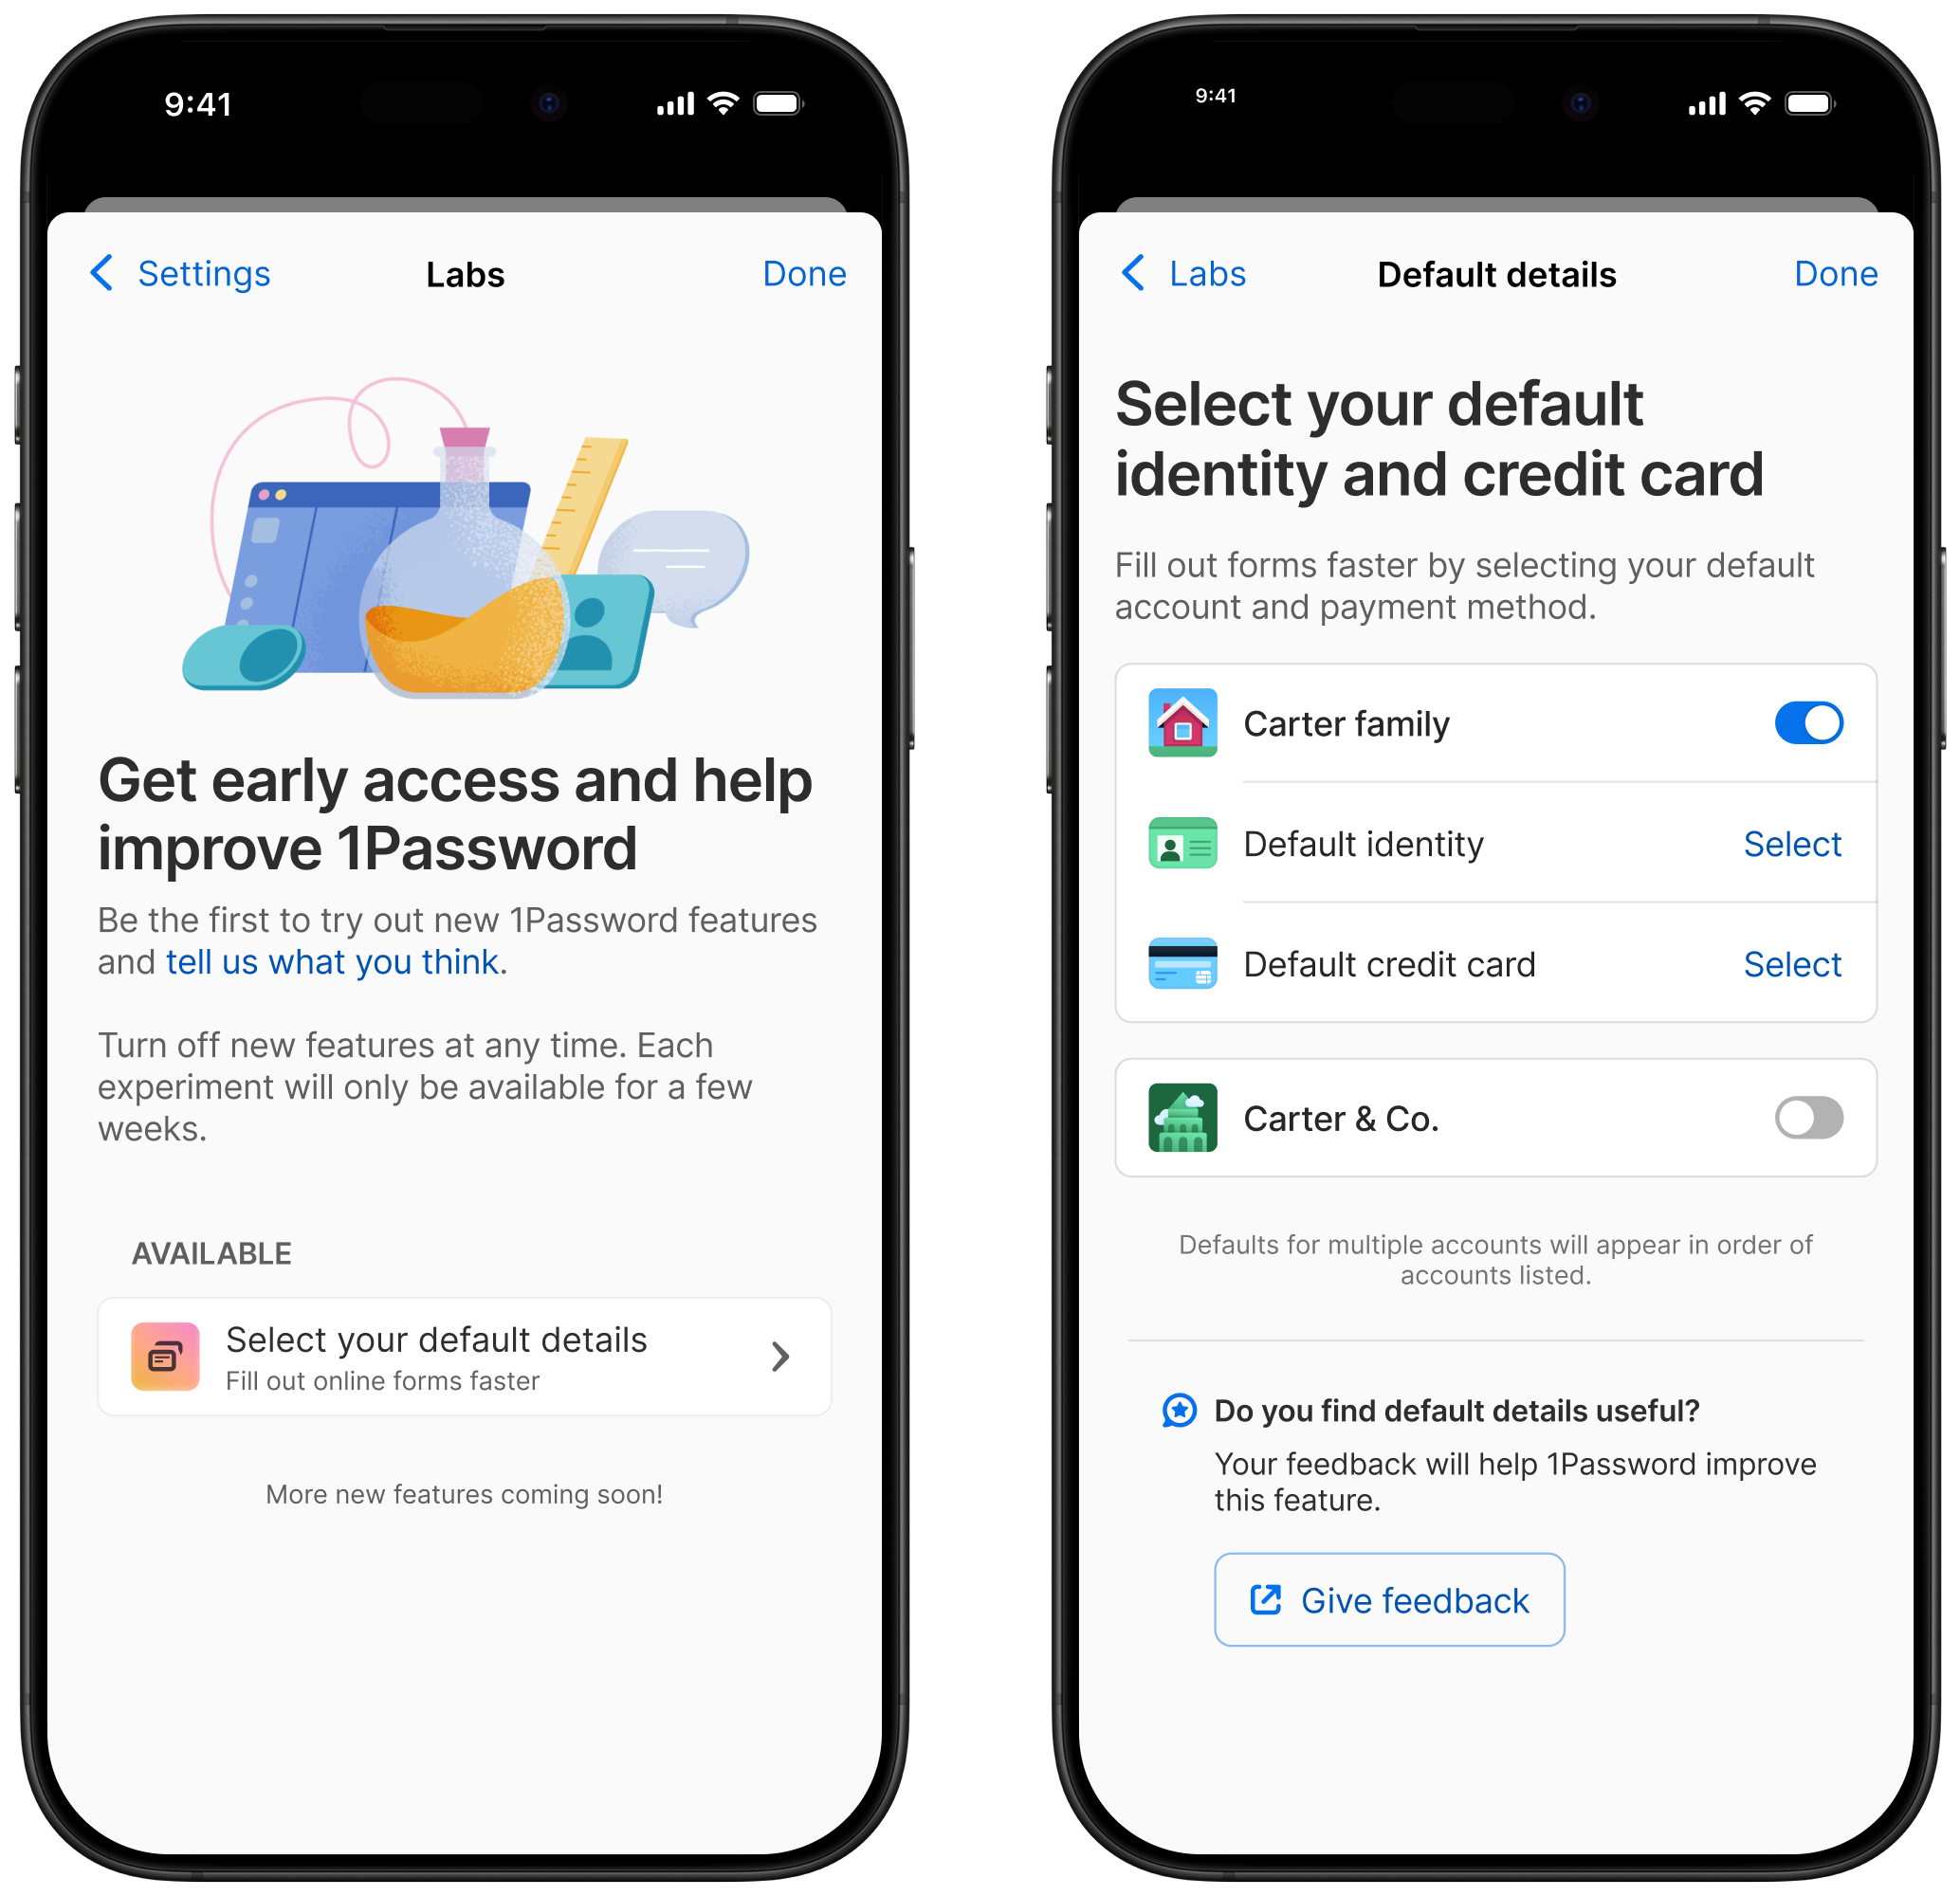 9:41
Settings
Labs
Done
Get early access and help
improve 1Password
Be the first to try out new 1Password features
and tell us what you think.
Turn off new features at any time. Each
experiment will only be available for a few
weeks.
AVAILABLE
Select your default details
Fill out online forms faster
More new features coming soon!
9:41
Labs
Default details
Done
Select your default
identity and credit card
Fill out forms faster by selecting your default
account and payment method.
Carter family
Default identity
Select
Default credit card
Select
Carter & Co.
Defaults for multiple accounts will appear in order of
accounts listed.
Do you find default details useful?
Your feedback will help 1Password improve
this feature.
Give feedback